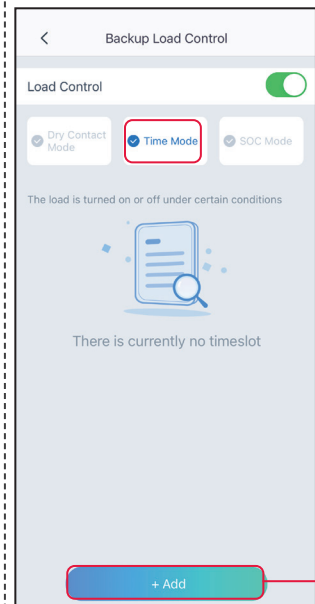 Backup Load Control
Load Control
Dry Contact
Mode
Time Mode
SOC Mode
The load is turned on or off under certain conditions
There is currently no timeslot
+ Add